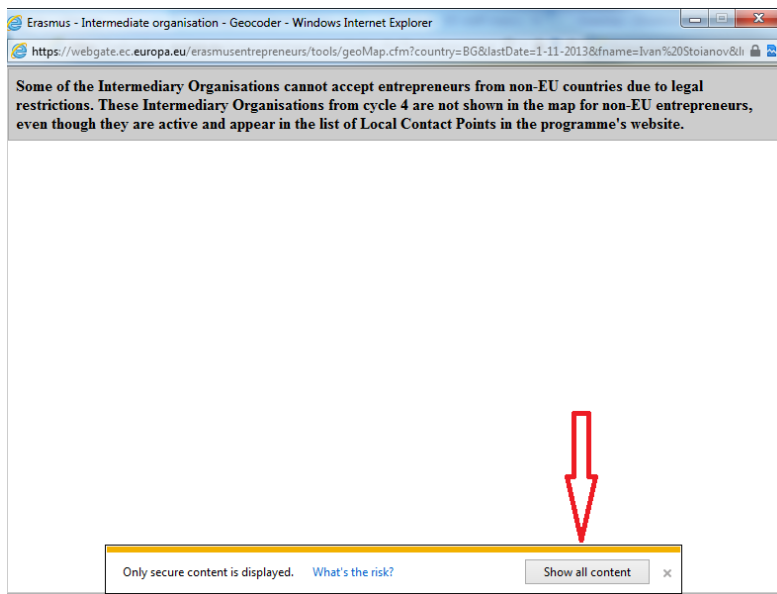 Erasmus - Intermediate organisation - Geocoder - Windows Internet Explorer
https://webgate.ec.europa.eu/erasmusentrepreneurs/tools/geoMap.cfm?country=BG&lastDate=1-11-2013&fname=Ivan%20Stoianov&l
Some of the Intermediary Organisations cannot accept entrepreneurs from non-EU countries due to legal
restrictions. These Intermediary Organisations from cycle 4 are not shown in the map for non-EU entrepreneurs,
even though they are active and appear in the list of Local Contact Points in the programme's website.
Only secure content is displayed. What's the risk? Show all content